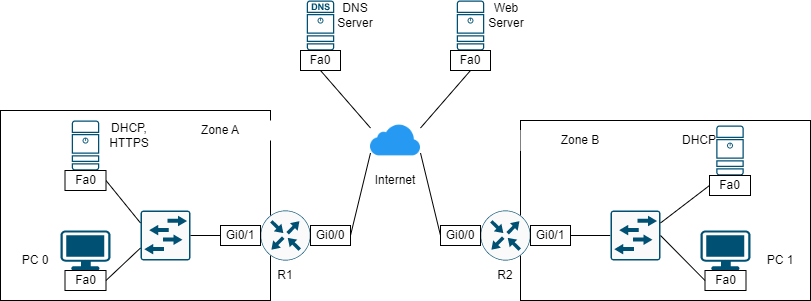 DNS
DNS
Server
Fa0
Web
Server
Fa0
DHCP,
HTTPS
Zone A
Fa0
Internet
Zone B
DHCP
Fa0
Gi0/1
Gi0/0
R1
PC 0
Fa0
Gi0/0
Gi0/1
R2
PC 1
Fa0